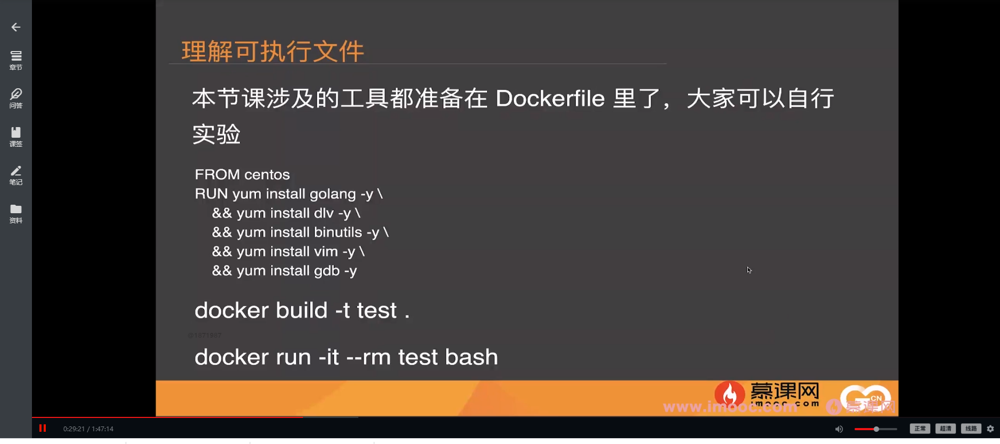 章节
问答
课签
笔记
资料
理解可执行文件
本节课涉及的工具都准备在 Dockerfile 里了，大家可以自行
实验
FROM centos
RUN yum install golang -y \
&& yum install dlv -y \
&& yum install binutils -y \
&& yum install vim -y \
&& yum install gdb -y
docker build -t test .
@1871987
docker run -it --rm test bash
慕课网
imooc.com
CN
www.imooc.com
慕课网
0:29:21 / 1:47:14
正常
超清
线路